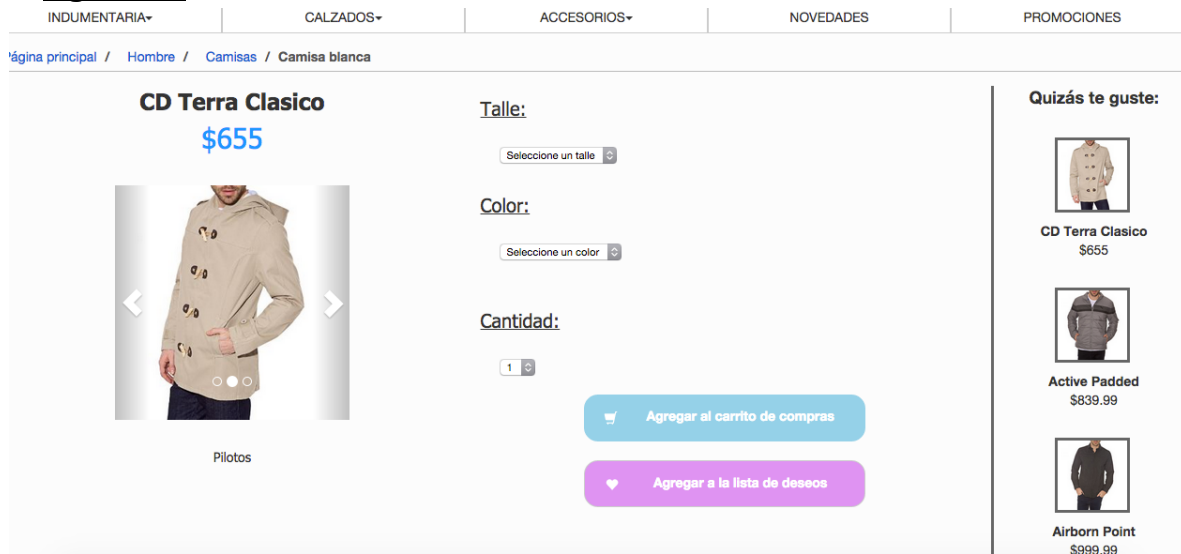 INDUMENTARIA
CALZADOS
ACCESORIOS
NOVEDADES
PROMOCIONES
Página principal / Hombre / Camisas / Camisa blanca
CD Terra Clasico
$655
Pilotos
Talle:
Seleccione un talle
Color:
Seleccione un color
Cantidad:
1
Agregar al carrito de compras
Agregar a la lista de deseos
Quizás te guste:
CD Terra Clasico
$655
Active Padded
$839.99
Airborn Point
$999.99